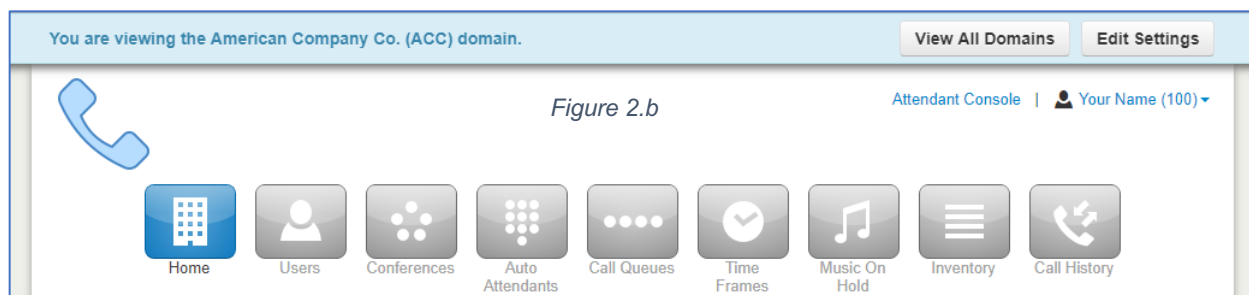 You are viewing the American Company Co. (ACC) domain.
View All Domains
Edit Settings
Figure 2.b
Attendant Console | Your Name (100)
Home
Users
Conferences
Auto
Attendants
Call Queues
Time
Frames
Music On
Hold
Inventory
Call History